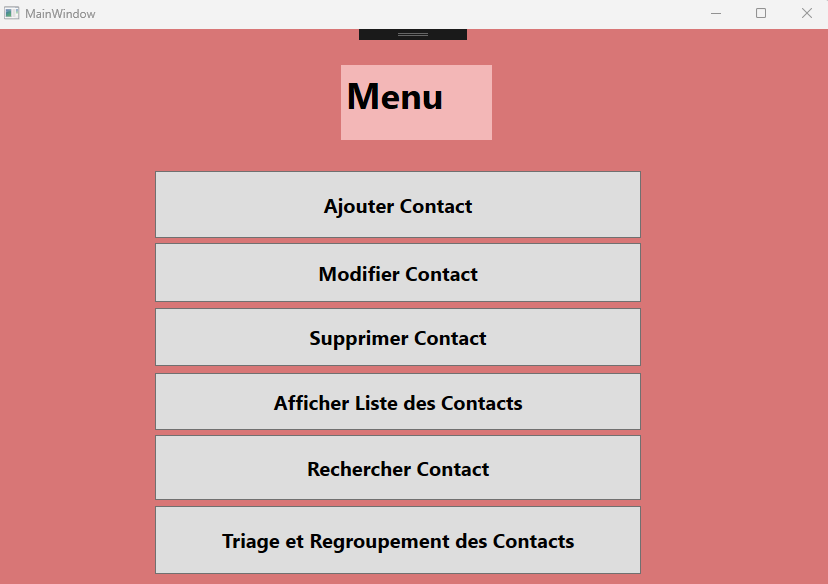 MainWindow
Menu
Ajouter Contact
Modifier Contact
Supprimer Contact
Afficher Liste des Contacts
Rechercher Contact
Triage et Regroupement des Contacts